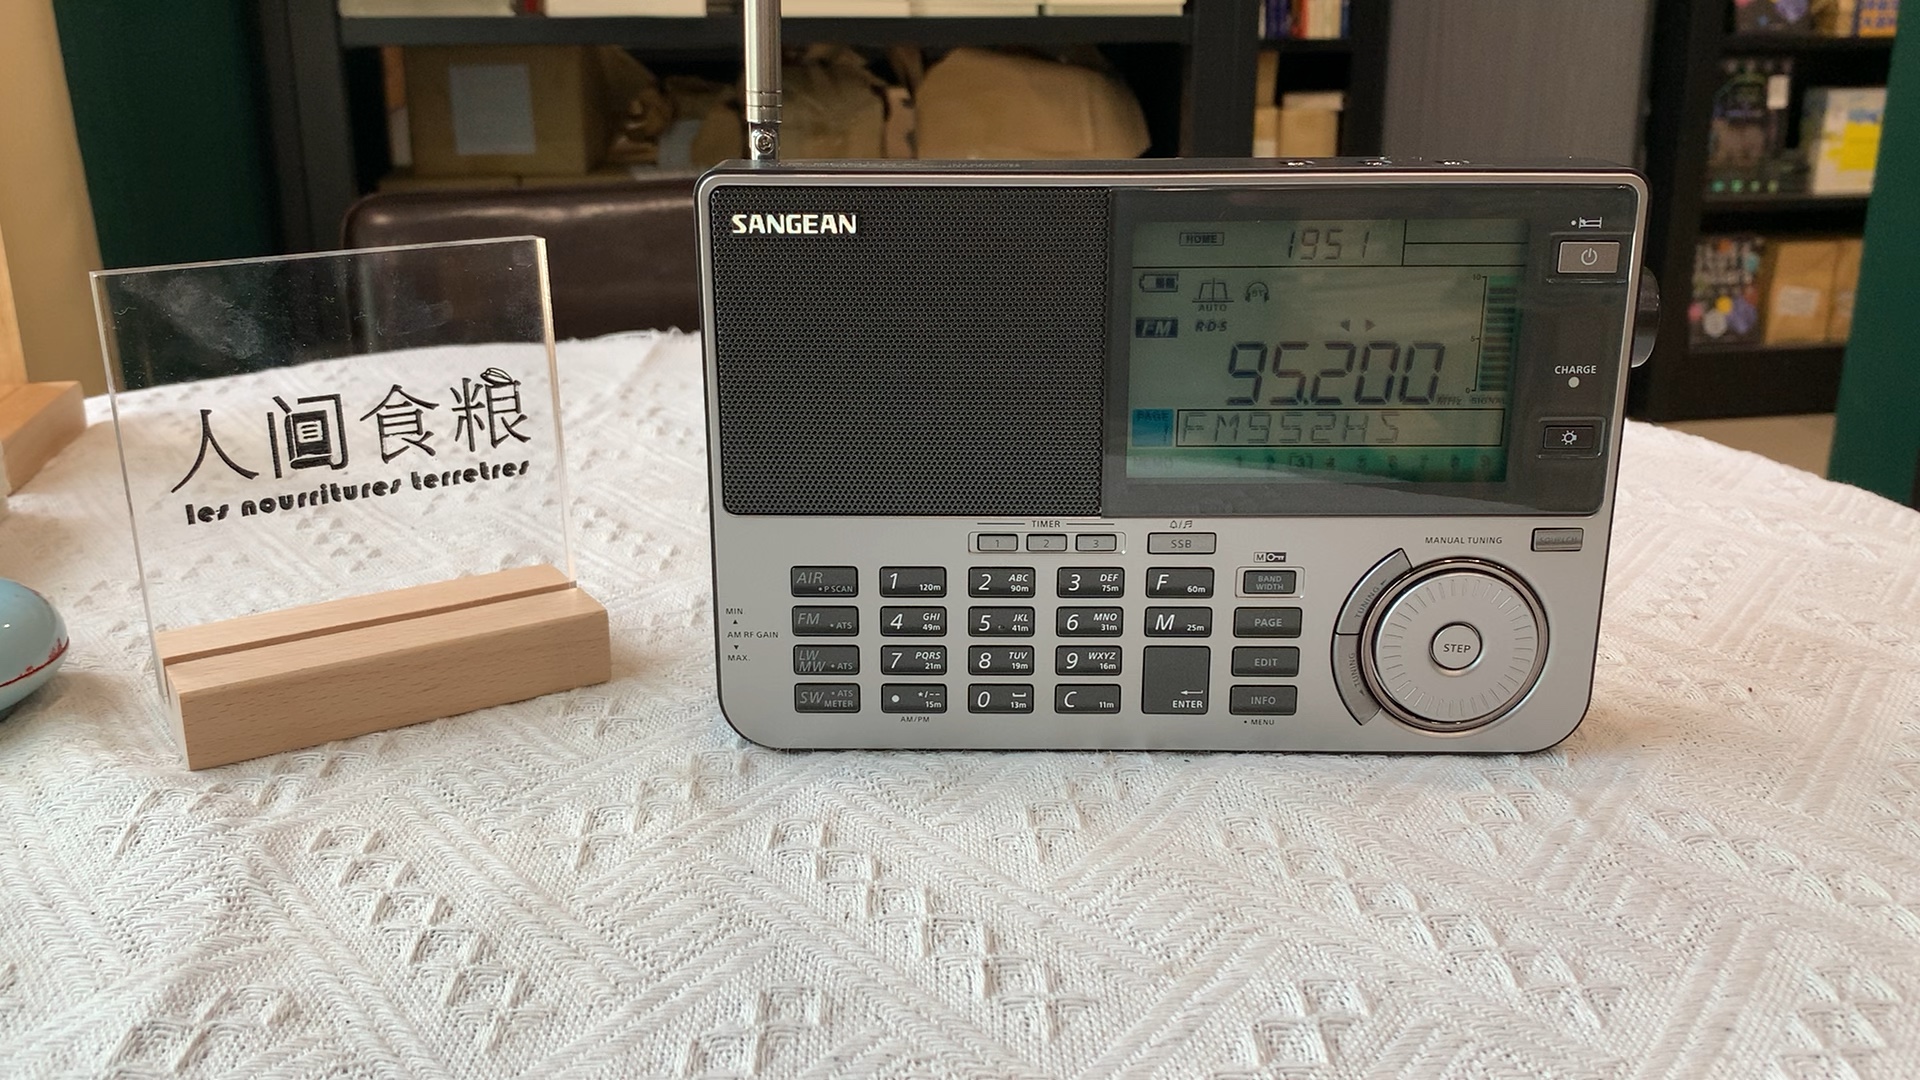 人间食粮
les nourritures terretres
SANGEAN
HOME 1951
AUTO
FM RDS
95.200
PAGE 1 FM952HS
CHARGE
TIMER
1 2 3
SSB
MANUAL TUNING
AIR • P SCAN
1 120m
2 ABC 90m
3 DEF 75m
F 60m
M
BAND WIDTH
FM • ATS
4 GHI 49m
5 JKL 41m
6 MNO 31m
M 25m
PAGE
MIN.
AM RF GAIN
MAX.
LW MW • ATS
7 PQRS 21m
8 TUV 19m
9 WXYZ 16m
EDIT
SW • ATS METER
• */-- 15m
AM/PM
0 13m
C 11m
ENTER
INFO
• MENU
TUNING
TUNING
STEP